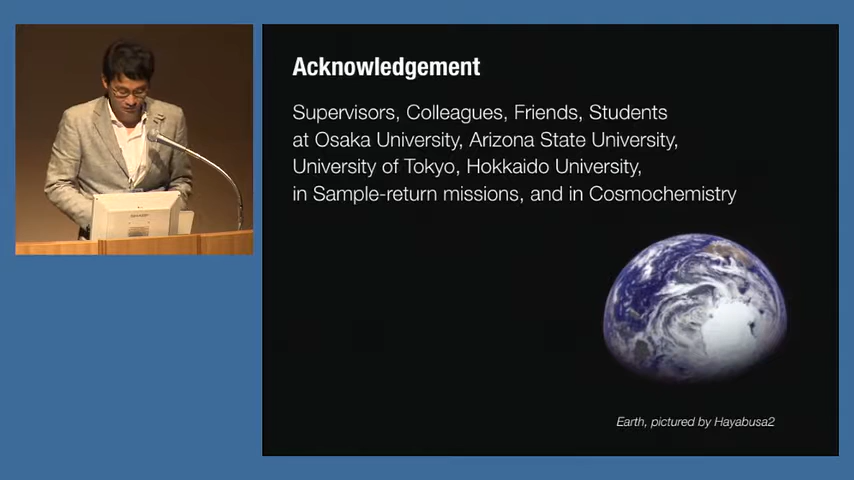 Acknowledgement
Supervisors, Colleagues, Friends, Students
at Osaka University, Arizona State University,
University of Tokyo, Hokkaido University,
in Sample-return missions, and in Cosmochemistry
Earth, pictured by Hayabusa2
SHARP